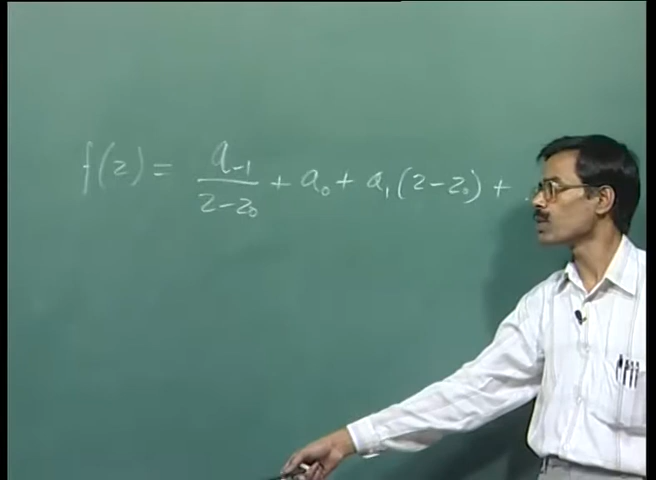 f(z) = a₋₁/(z-z₀) + a₀ + a₁(z-z₀) +